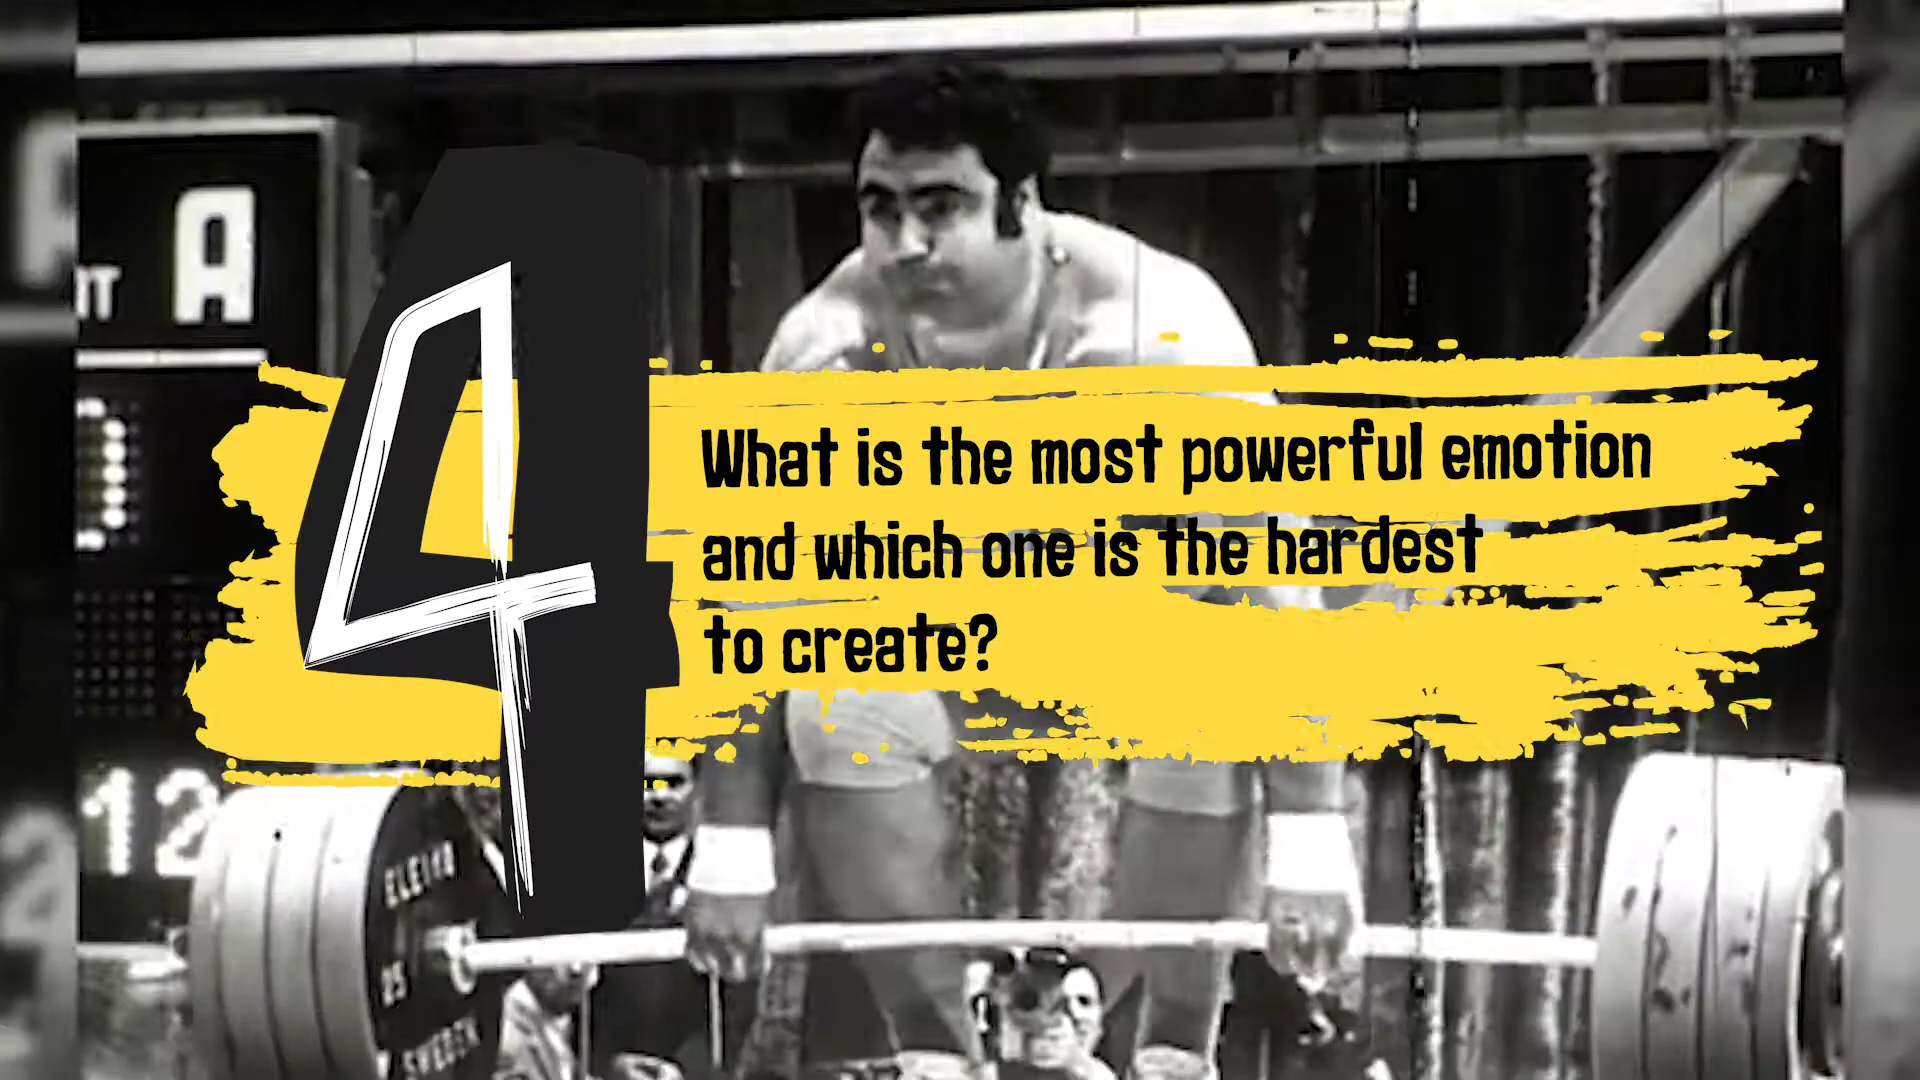 A
4
What is the most powerful emotion
and which one is the hardest
to create?
12
ELEIKO
25
SWEDEN